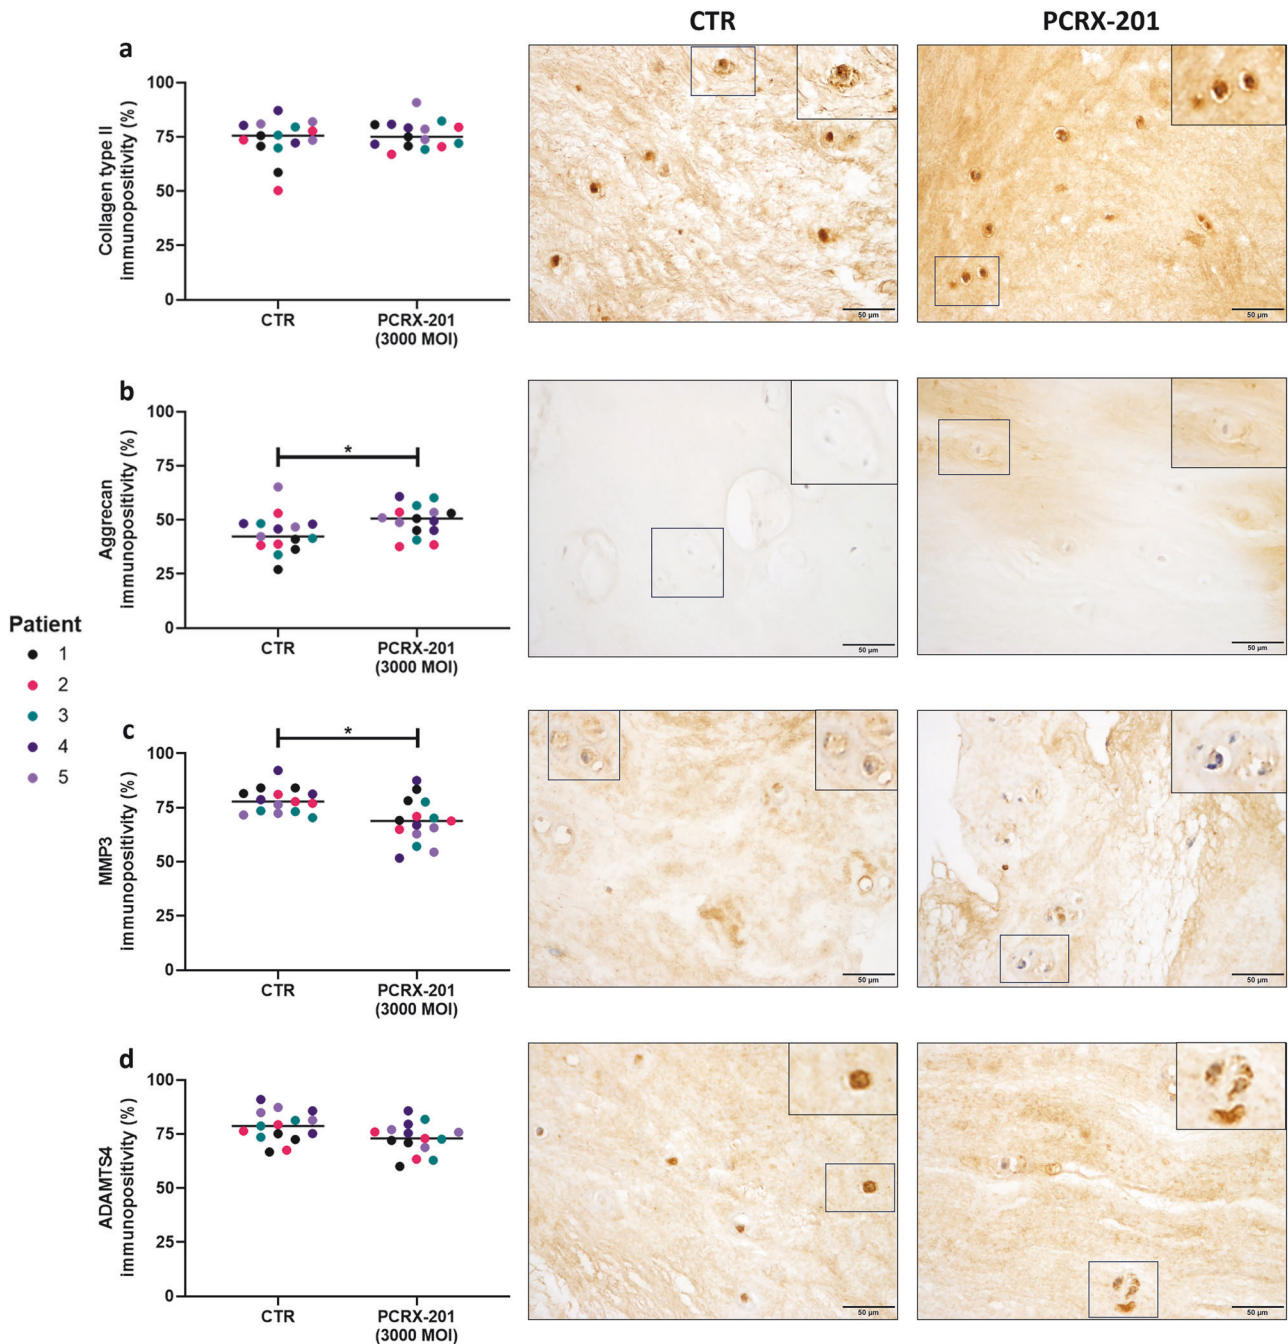 CTR
PCRX-201
a
Collagen type II
immunopositivity (%)
100
75
50
25
0
CTR
PCRX-201
(3000 MOI)
50 µm
50 µm
b
Aggrecan
immunopositivity (%)
100
75
50
25
0
*
CTR
PCRX-201
(3000 MOI)
50 µm
50 µm
Patient
1
2
3
4
5
c
MMP3
immunopositivity (%)
100
75
50
25
0
*
CTR
PCRX-201
(3000 MOI)
50 µm
50 µm
d
ADAMTS4
immunopositivity (%)
100
75
50
25
0
CTR
PCRX-201
(3000 MOI)
50 µm
50 µm